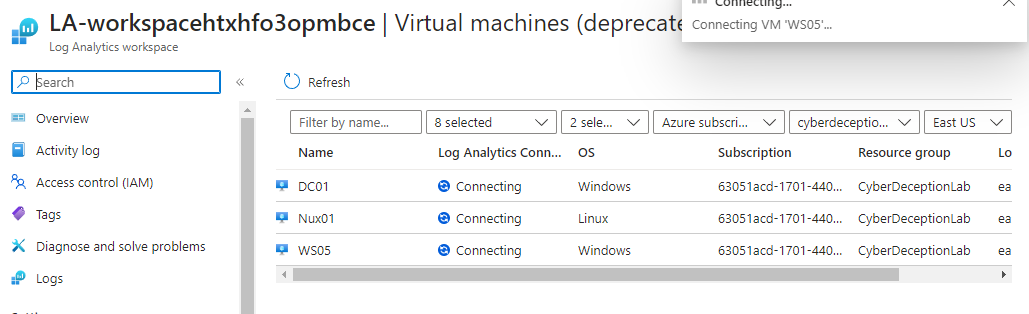 LA-workspacehtxhfo3opmbce | Virtual machines (deprecate
Log Analytics workspace
Connecting...
Connecting VM 'WS05'...
Search
«
Refresh
Overview
Activity log
Access control (IAM)
Tags
Diagnose and solve problems
Logs
Filter by name...
8 selected
2 sele...
Azure subscri...
cyberdeceptio...
East US
Name Log Analytics Conn... OS Subscription Resource group Lo
DC01 Connecting Windows 63051acd-1701-440... CyberDeceptionLab ea
Nux01 Connecting Linux 63051acd-1701-440... CyberDeceptionLab ea
WS05 Connecting Windows 63051acd-1701-440... CyberDeceptionLab ea